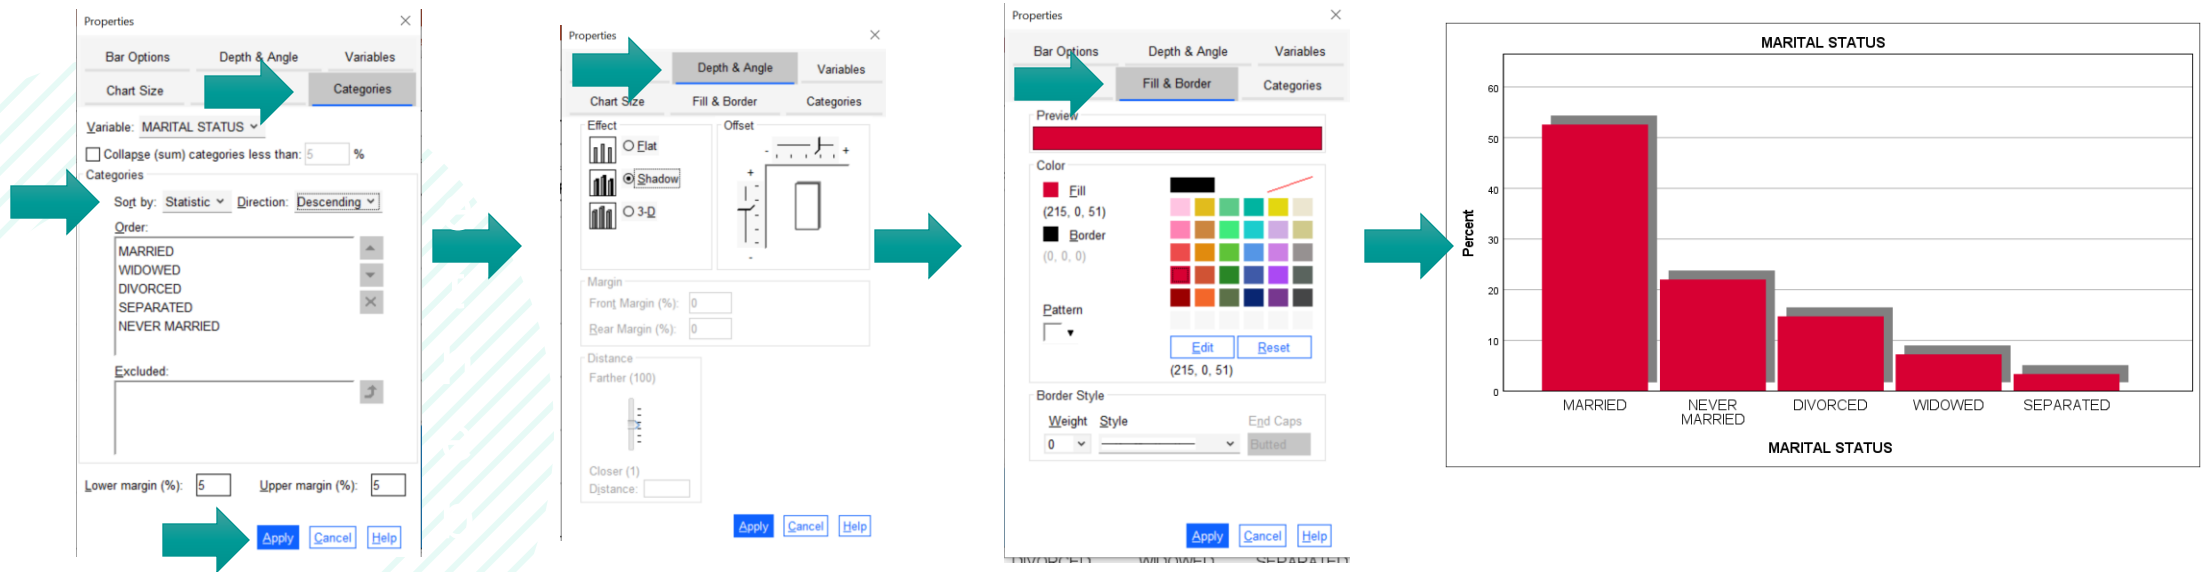 Properties
Bar Options Depth & Angle Variables
Chart Size Categories
Variable: MARITAL STATUS
Collapse (sum) categories less than: 5 %
Categories
Sort by: Statistic Direction: Descending
Order:
MARRIED
WIDOWED
DIVORCED
SEPARATED
NEVER MARRIED
Excluded:
Lower margin (%): 5 Upper margin (%): 5
Apply Cancel Help
Properties
Depth & Angle Variables
Chart Size Fill & Border Categories
Effect Offset
Flat
Shadow
3-D
- +
+ -
Margin
Front Margin (%): 0
Rear Margin (%): 0
Distance
Farther (100)
Closer (1)
Distance:
Apply Cancel Help
Properties
Bar Options Depth & Angle Variables
Fill & Border Categories
Preview
Color
Fill
(215, 0, 51)
Border
(0, 0, 0)
Pattern
Edit Reset
(215, 0, 51)
Border Style
Weight Style End Caps
0 Butted
Apply Cancel Help
DIVORCED WIDOWED SEPARATED
MARITAL STATUS
Percent
60
50
40
30
20
10
0
MARRIED NEVER MARRIED DIVORCED WIDOWED SEPARATED
MARITAL STATUS